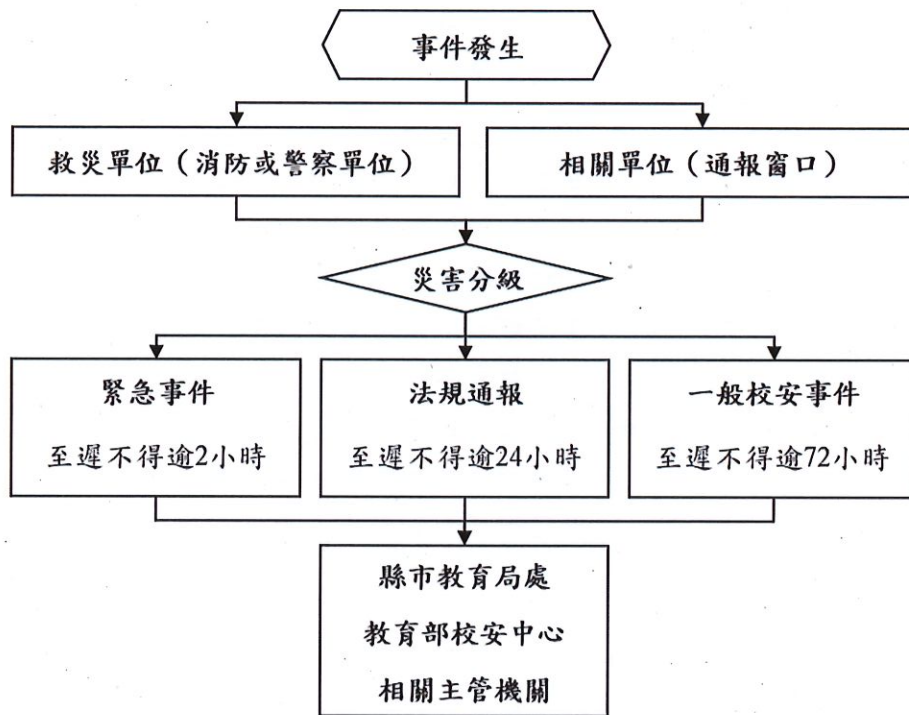 事件發生
救災單位（消防或警察單位）
相關單位（通報窗口）
災害分級
緊急事件
至遲不得逾2小時
法規通報
至遲不得逾24小時
一般校安事件
至遲不得逾72小時
縣市教育局處
教育部校安中心
相關主管機關